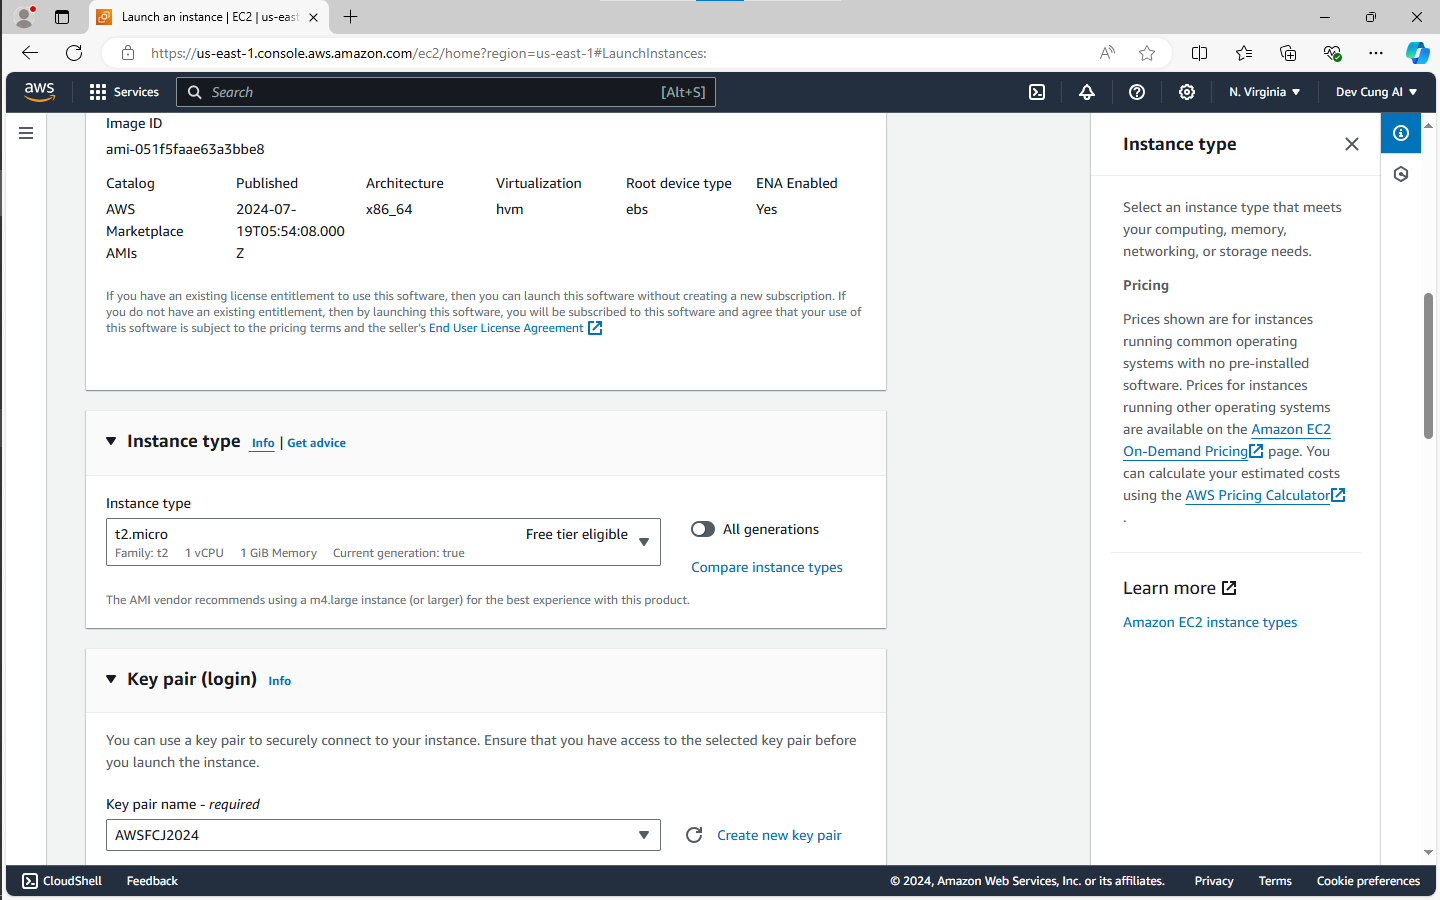 Launch an instance | EC2 | us-east
https://us-east-1.console.aws.amazon.com/ec2/home?region=us-east-1#LaunchInstances:
aws
Services
Search
[Alt+S]
N. Virginia
Dev Cung AI
Image ID
ami-051f5faae63a3bbe8
Catalog
Published
Architecture
Virtualization
Root device type
ENA Enabled
AWS
Marketplace
AMIs
2024-07-
19T05:54:08.000
Z
x86_64
hvm
ebs
Yes
If you have an existing license entitlement to use this software, then you can launch this software without creating a new subscription. If
you do not have an existing entitlement, then by launching this software, you will be subscribed to this software and agree that your use of
this software is subject to the pricing terms and the seller's End User License Agreement
Instance type Info | Get advice
Instance type
t2.micro
Free tier eligible
Family: t2 1 vCPU 1 GiB Memory Current generation: true
All generations
Compare instance types
The AMI vendor recommends using a m4.large instance (or larger) for the best experience with this product.
Key pair (login) Info
You can use a key pair to securely connect to your instance. Ensure that you have access to the selected key pair before
you launch the instance.
Key pair name - required
AWSFCJ2024
Create new key pair
Instance type
Select an instance type that meets
your computing, memory,
networking, or storage needs.
Pricing
Prices shown are for instances
running common operating
systems with no pre-installed
software. Prices for instances
running other operating systems
are available on the Amazon EC2
On-Demand Pricing page. You
can calculate your estimated costs
using the AWS Pricing Calculator
.
Learn more
Amazon EC2 instance types
CloudShell
Feedback
© 2024, Amazon Web Services, Inc. or its affiliates.
Privacy
Terms
Cookie preferences